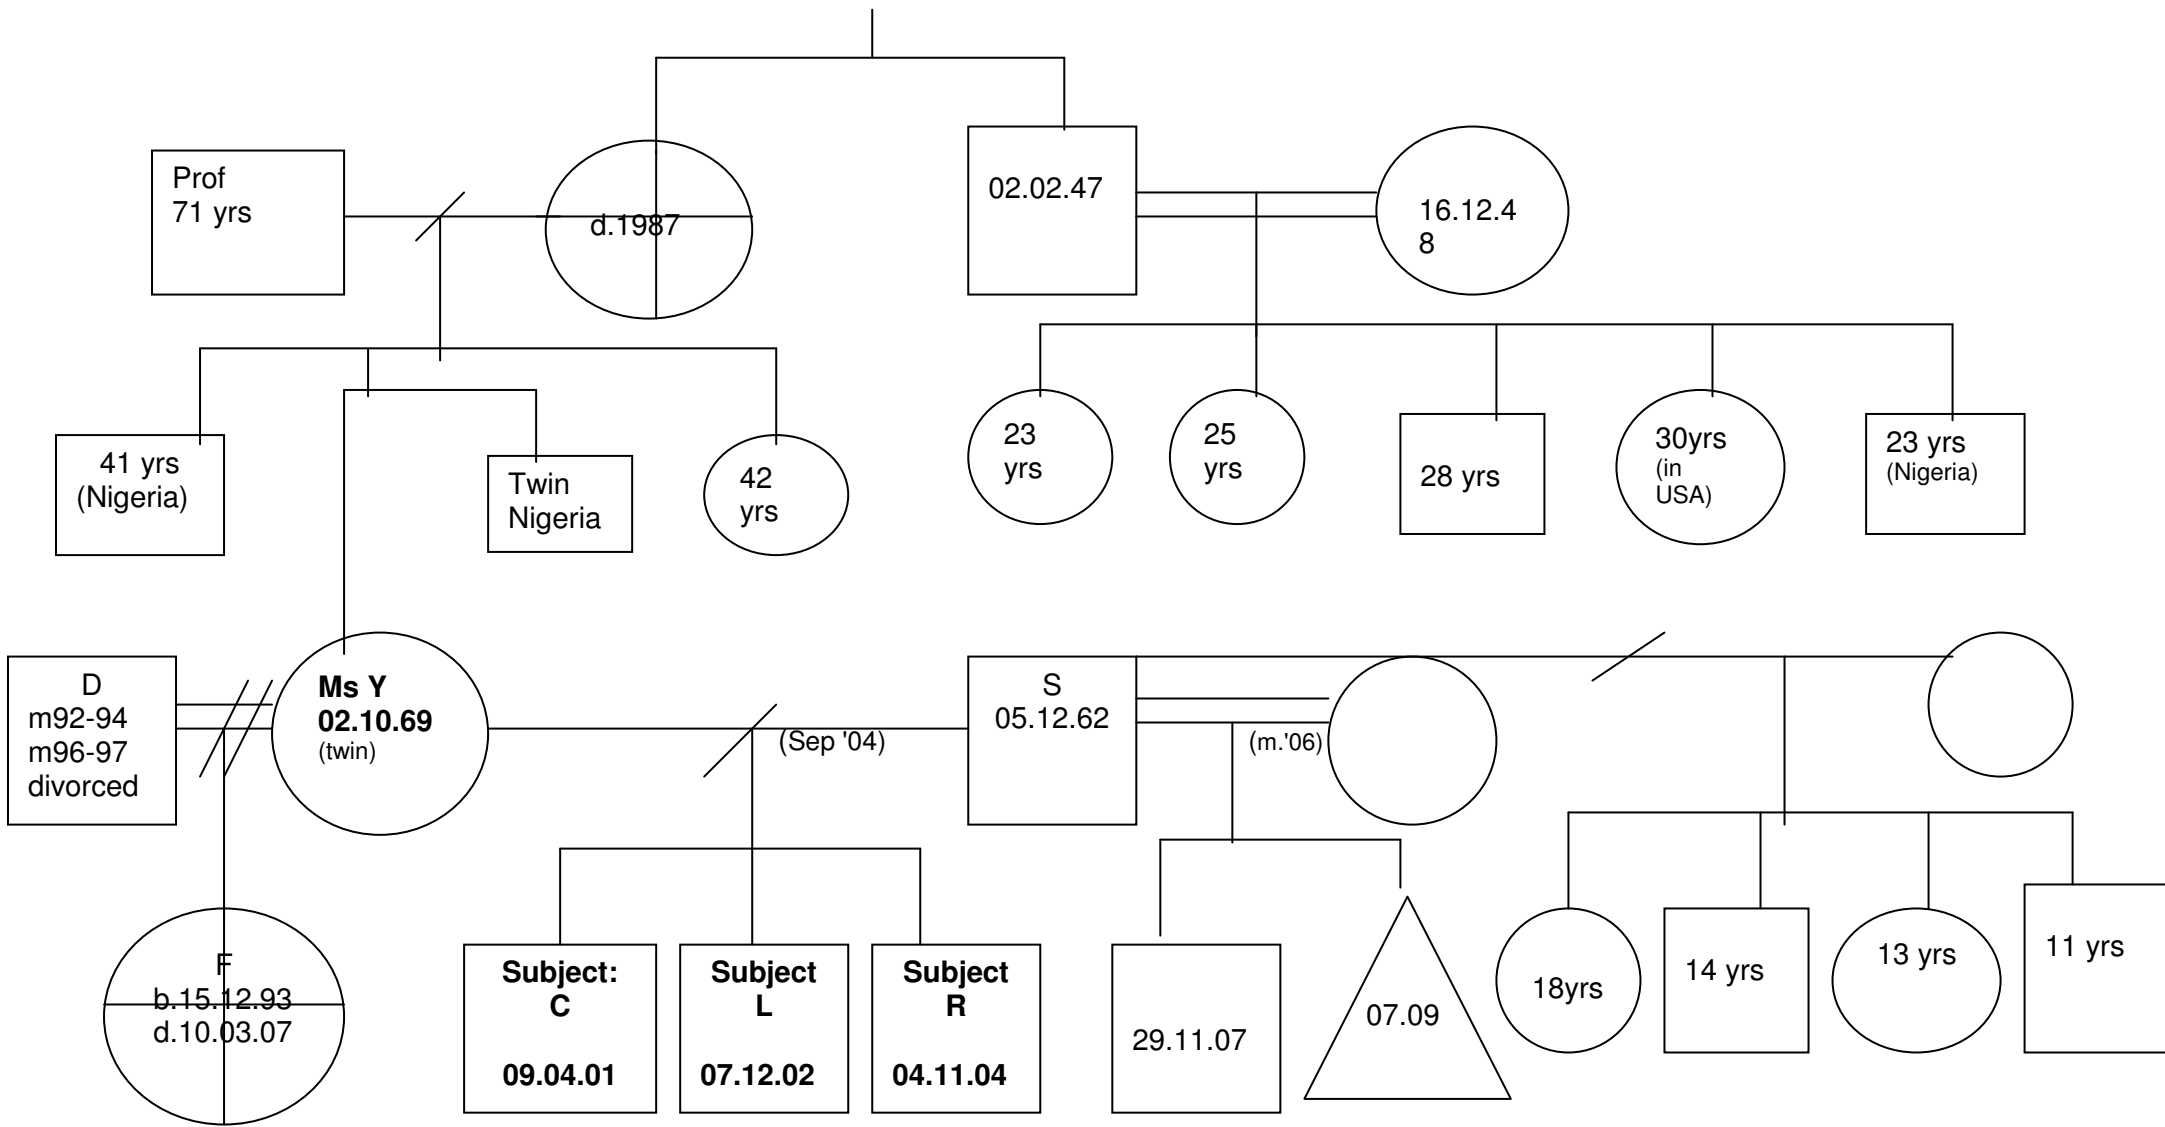 Prof
71 yrs
d.1987
02.02.47
16.12.4
8
41 yrs
(Nigeria)
Twin
Nigeria
42
yrs
23
yrs
25
yrs
28 yrs
30yrs
(in
USA)
23 yrs
(Nigeria)
D
m92-94
m96-97
divorced
Ms Y
02.10.69
(twin)
(Sep '04)
S
05.12.62
(m.'06)
F
b.15.12.93
d.10.03.07
Subject:
C
09.04.01
Subject
L
07.12.02
Subject
R
04.11.04
29.11.07
07.09
18yrs
14 yrs
13 yrs
11 yrs